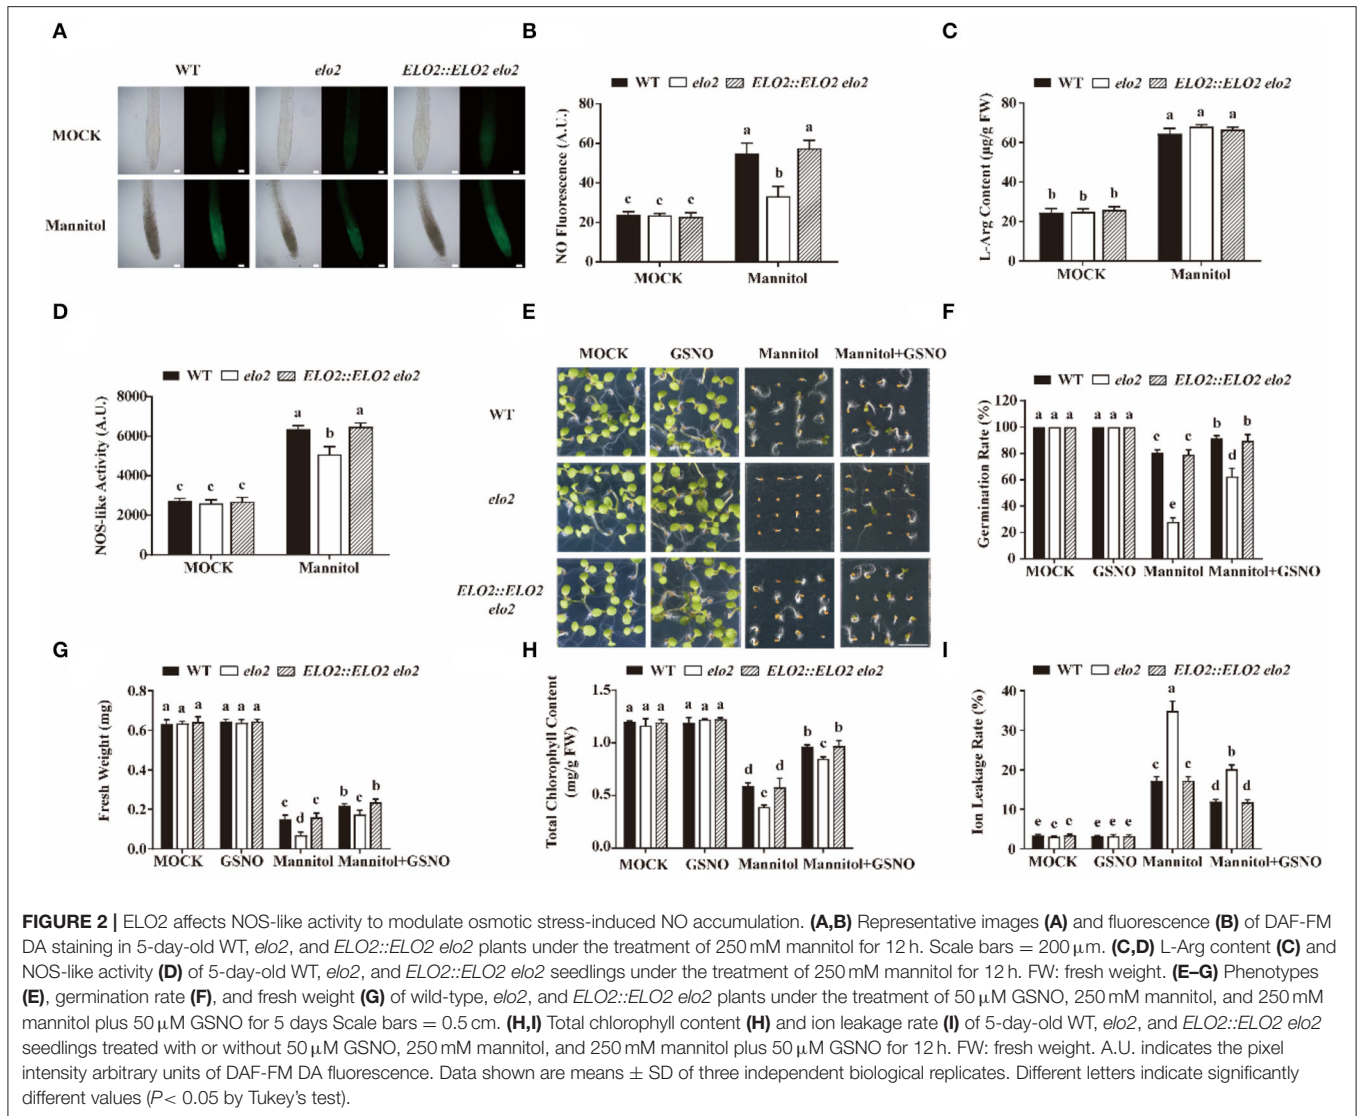 A
WT
elo2
ELO2::ELO2 elo2
MOCK
Mannitol
B
WT elo2 ELO2::ELO2 elo2
NO Fluorescence (A.U.)
80
60
40
20
0
c c c
a b a
MOCK
Mannitol
C
WT elo2 ELO2::ELO2 elo2
L-Arg Content (μg/g FW)
80
60
40
20
0
b b b
a a a
MOCK
Mannitol
D
WT elo2 ELO2::ELO2 elo2
NOS-like Activity (A.U.)
8000
6000
4000
2000
0
c c c
a b a
MOCK
Mannitol
E
MOCK GSNO Mannitol Mannitol+GSNO
WT
elo2
ELO2::ELO2
elo2
F
WT elo2 ELO2::ELO2 elo2
Germination Rate (%)
120
100
80
60
40
20
0
a a a
a a a
c e c
b d b
MOCK GSNO Mannitol Mannitol+GSNO
G
WT elo2 ELO2::ELO2 elo2
Fresh Weight (mg)
0.8
0.6
0.4
0.2
0.0
a a a
a a a
c d c
b c b
MOCK GSNO Mannitol Mannitol+GSNO
H
WT elo2 ELO2::ELO2 elo2
Total Chlorophyll Content
(mg/g FW)
1.5
1.0
0.5
0.0
a a a
a a a
d c d
b c b
MOCK GSNO Mannitol Mannitol+GSNO
I
WT elo2 ELO2::ELO2 elo2
Ion Leakage Rate (%)
40
30
20
10
0
e c c
e e e
c a c
d b d
MOCK GSNO Mannitol Mannitol+GSNO
FIGURE 2 | ELO2 affects NOS-like activity to modulate osmotic stress-induced NO accumulation. (A,B) Representative images (A) and fluorescence (B) of DAF-FM
DA staining in 5-day-old WT, elo2, and ELO2::ELO2 elo2 plants under the treatment of 250 mM mannitol for 12 h. Scale bars = 200 μm. (C,D) L-Arg content (C) and
NOS-like activity (D) of 5-day-old WT, elo2, and ELO2::ELO2 elo2 seedlings under the treatment of 250 mM mannitol for 12 h. FW: fresh weight. (E–G) Phenotypes
(E), germination rate (F), and fresh weight (G) of wild-type, elo2, and ELO2::ELO2 elo2 plants under the treatment of 50 μM GSNO, 250 mM mannitol, and 250 mM
mannitol plus 50 μM GSNO for 5 days Scale bars = 0.5 cm. (H,I) Total chlorophyll content (H) and ion leakage rate (I) of 5-day-old WT, elo2, and ELO2::ELO2 elo2
seedlings treated with or without 50 μM GSNO, 250 mM mannitol, and 250 mM mannitol plus 50 μM GSNO for 12 h. FW: fresh weight. A.U. indicates the pixel
intensity arbitrary units of DAF-FM DA fluorescence. Data shown are means ± SD of three independent biological replicates. Different letters indicate significantly
different values (P< 0.05 by Tukey's test).